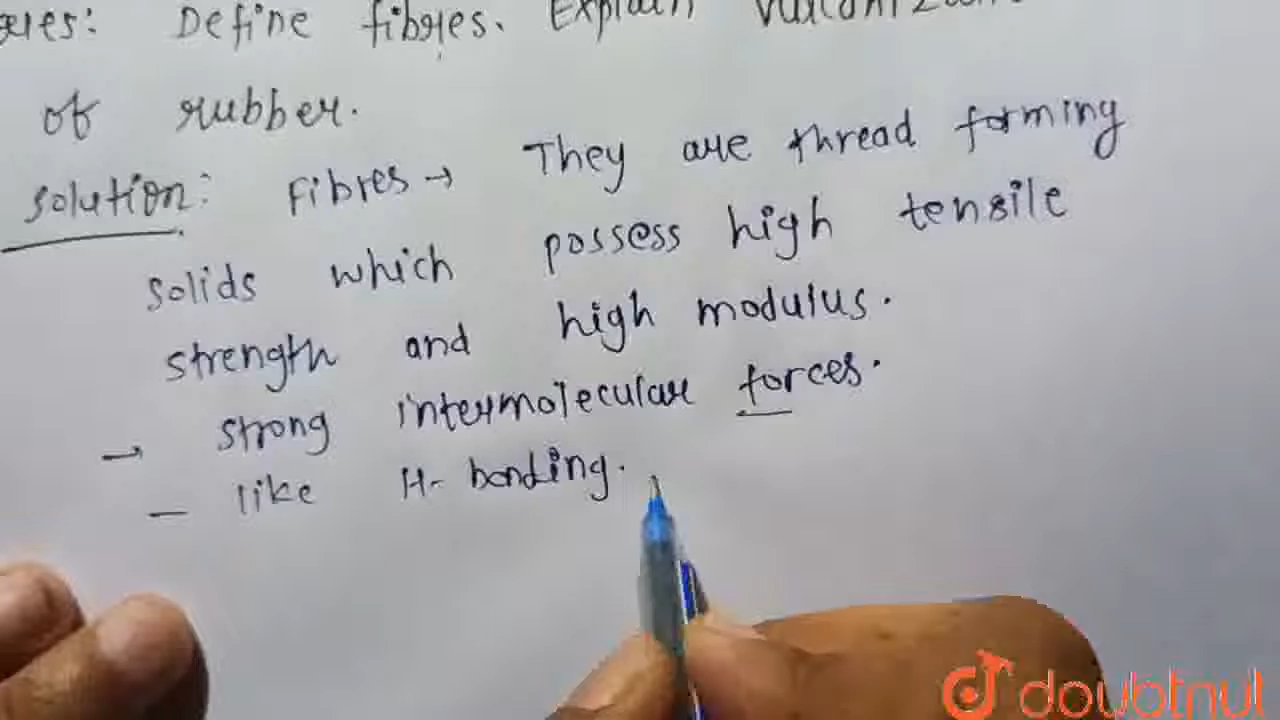 Define fibres. Explain
of rubber.
solution: Fibres → They are thread forming
solids which possess high tensile
strength and high modulus.
→ strong intermolecular forces.
- like H- bonding.
doubtnut